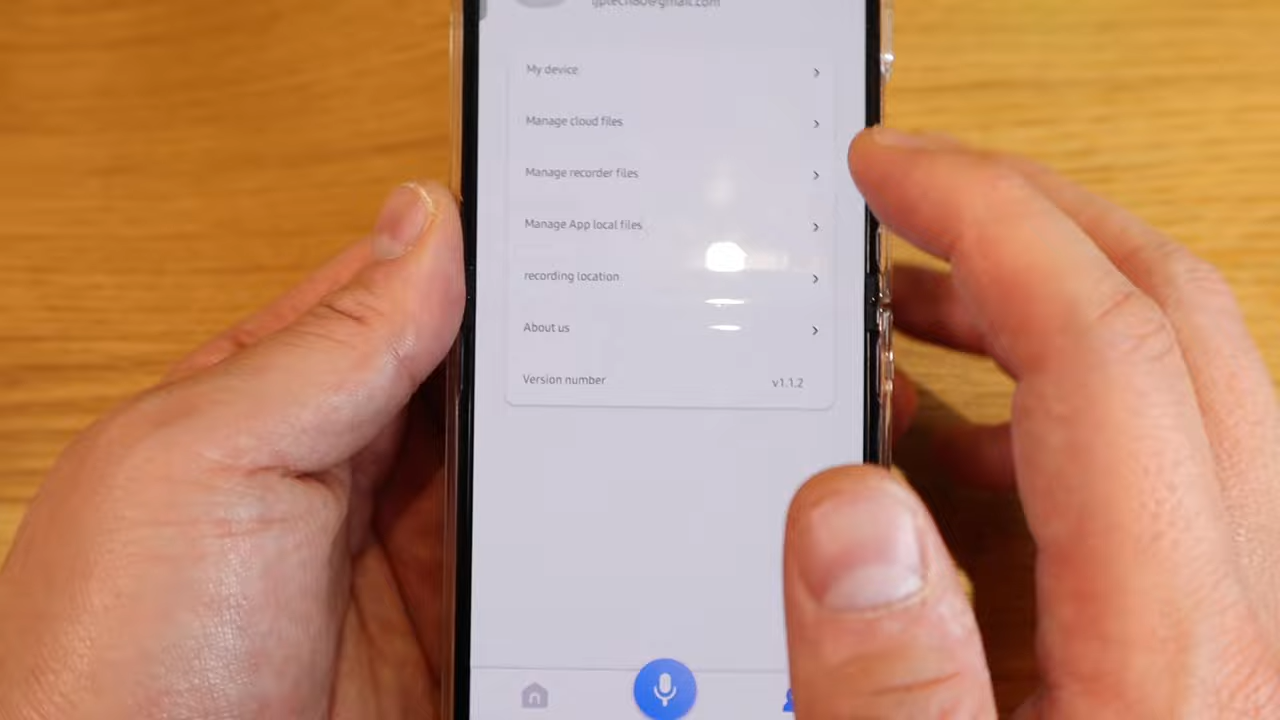 My device
Manage cloud files
Manage recorder files
Manage App local files
recording location
About us
Version number v1.1.2